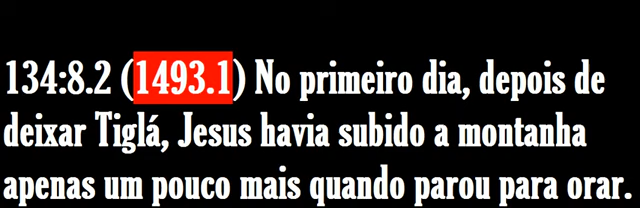 134:8.2 (1493.1) No primeiro dia, depois de
deixar Tiglá, Jesus havia subido a montanha
apenas um pouco mais quando parou para orar.